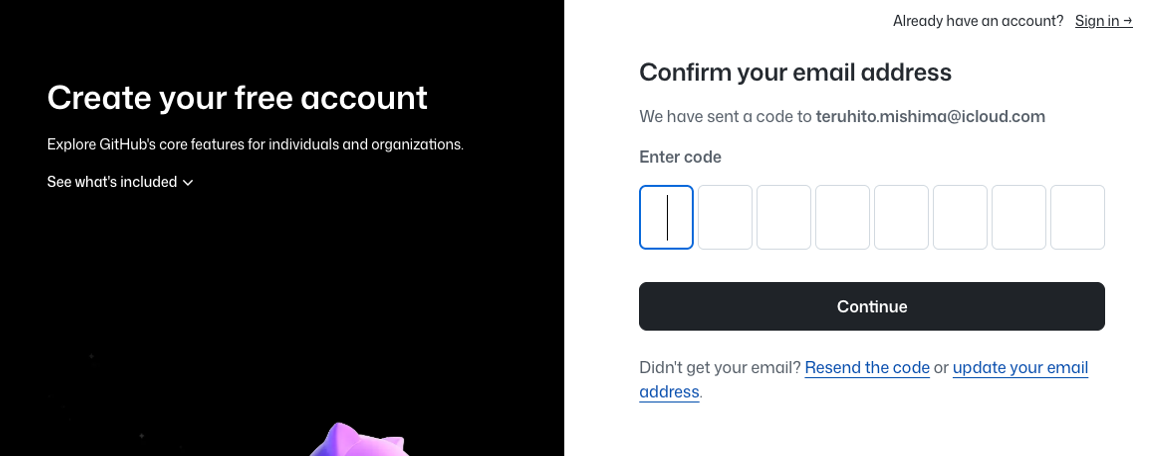 Already have an account? Sign in →
Create your free account
Explore GitHub's core features for individuals and organizations.
See what's included
Confirm your email address
We have sent a code to teruhito.mishima@icloud.com
Enter code
Continue
Didn't get your email? Resend the code or update your email
address.